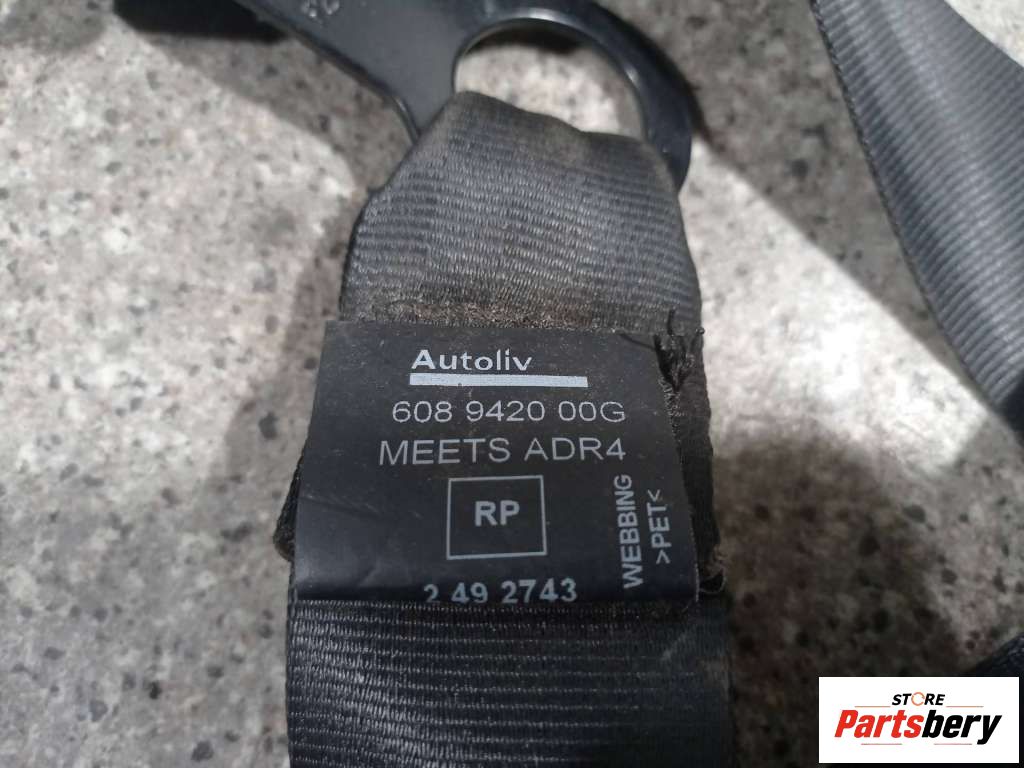 Autoliv
608 9420 00G
MEETS ADR4
RP
WEBBING
>PET<
2 49 2743
STORE
Partsbery